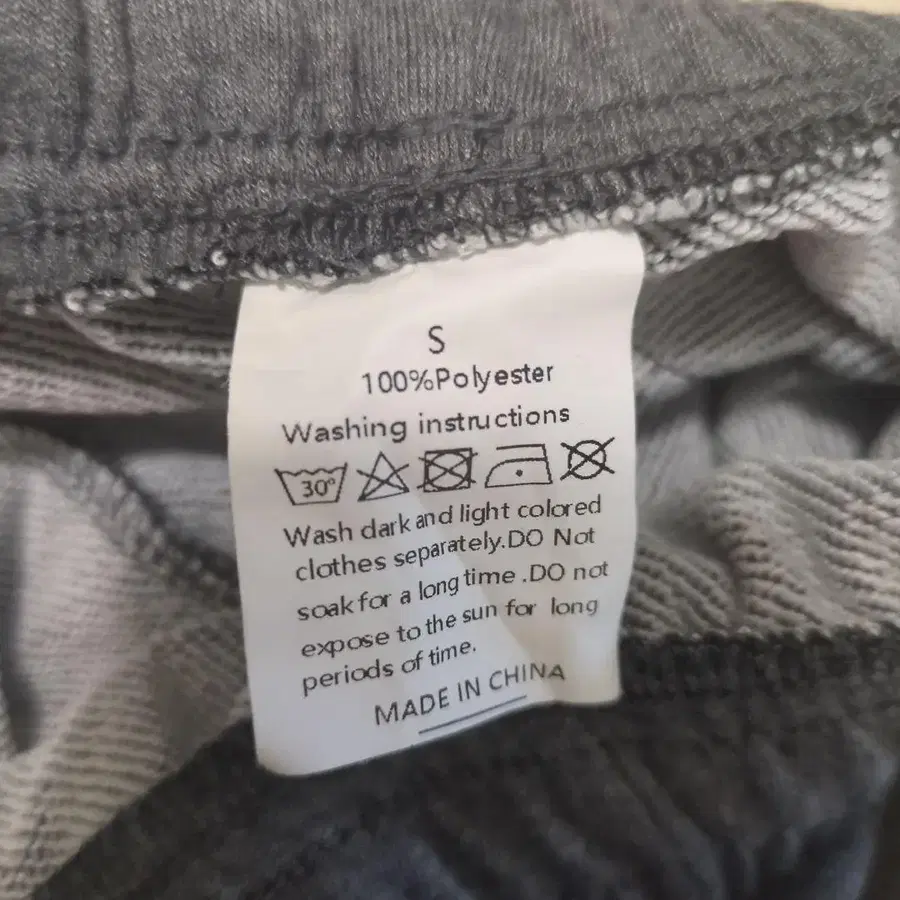 S
100%Polyester
Washing instructions
30°
Wash dark and light colored
clothes separately.DO Not
soak for a long time .DO not
expose to the sun for long
periods of time.
MADE IN CHINA